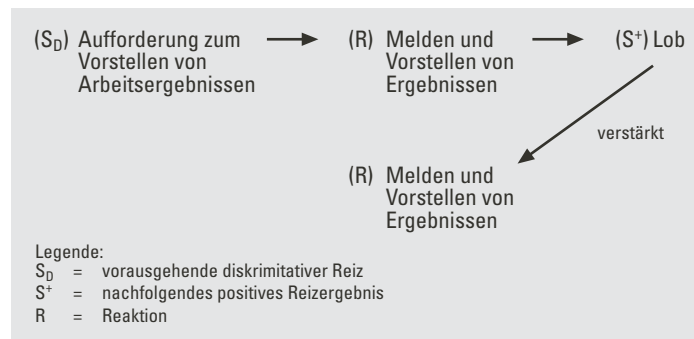 (S_D) Aufforderung zum Vorstellen von Arbeitsergebnissen
(R) Melden und Vorstellen von Ergebnissen
(S⁺) Lob
verstärkt
(R) Melden und Vorstellen von Ergebnissen
Legende:
S_D = vorausgehende diskrimitativer Reiz
S⁺ = nachfolgendes positives Reizergebnis
R = Reaktion